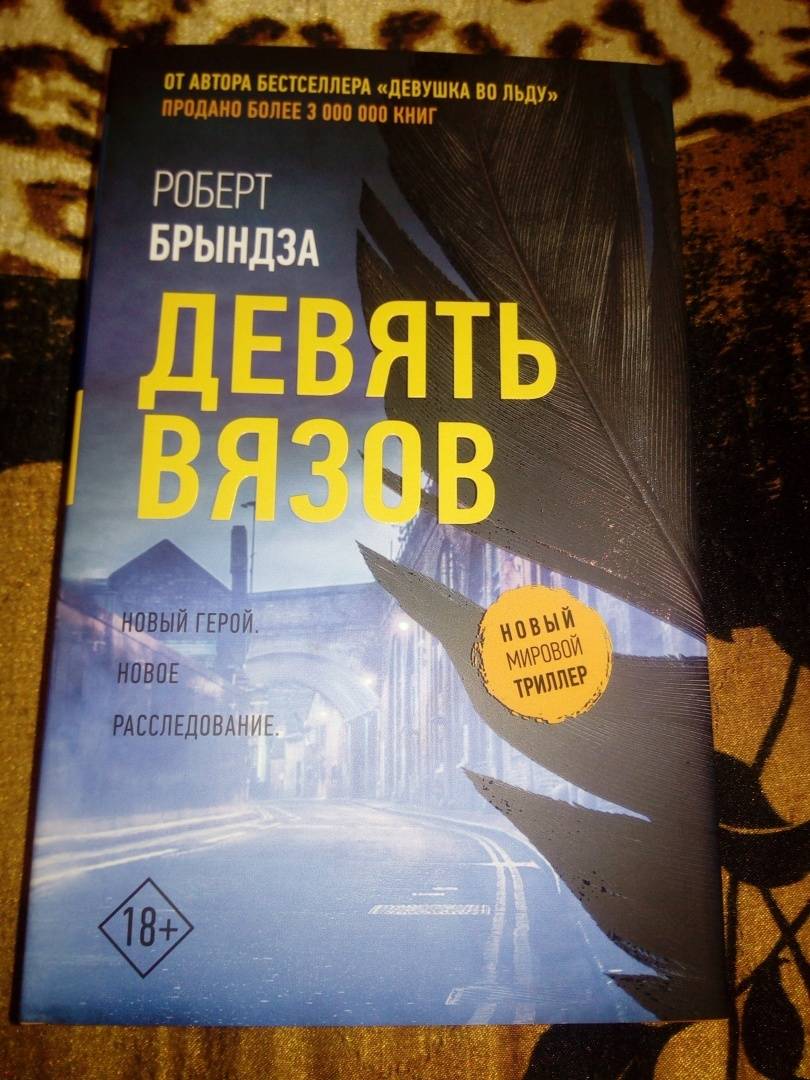 ОТ АВТОРА БЕСТСЕЛЛЕРА «ДЕВУШКА ВО ЛЬДУ»
ПРОДАНО БОЛЕЕ 3 000 000 КНИГ
РОБЕРТ
БРЫНДЗА
ДЕВЯТЬ
ВЯЗОВ
НОВЫЙ ГЕРОЙ.
НОВОЕ
РАССЛЕДОВАНИЕ.
НОВЫЙ
МИРОВОЙ
ТРИЛЛЕР
18+